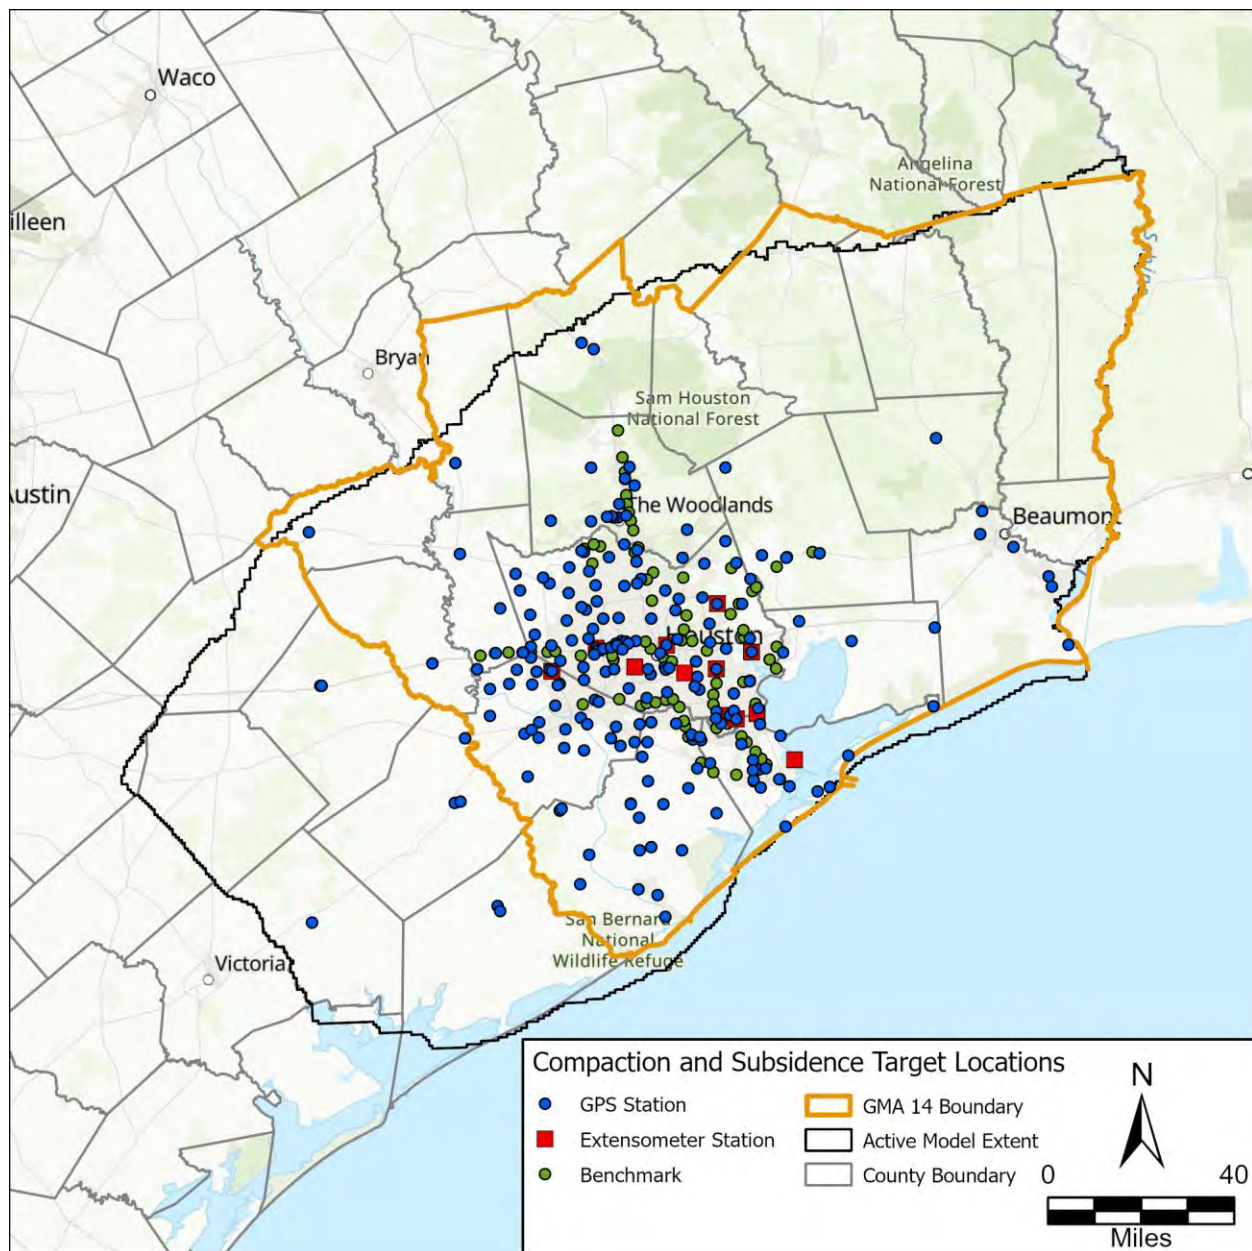 Waco
Angelina
National Forest
illeen
Sabine
Bryan
Sam Houston
National Forest
Austin
The Woodlands
Beaumont
Houston
San Bernard
National
Wildlife Refuge
Victoria
Compaction and Subsidence Target Locations
GPS Station
Extensometer Station
Benchmark
GMA 14 Boundary
Active Model Extent
County Boundary
N
0 40
Miles